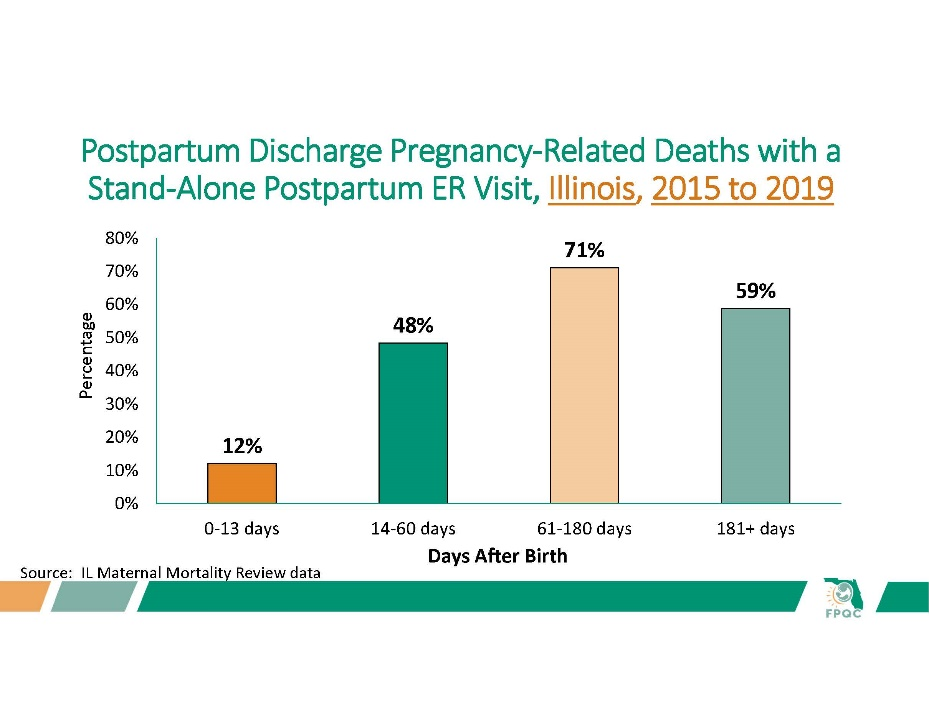 Postpartum Discharge Pregnancy-Related Deaths with a
Stand-Alone Postpartum ER Visit, Illinois, 2015 to 2019
80%
70%
60%
50%
40%
30%
20%
10%
0%
Percentage
12%
48%
71%
59%
0-13 days
14-60 days
61-180 days
181+ days
Days After Birth
Source: IL Maternal Mortality Review data
FPQC